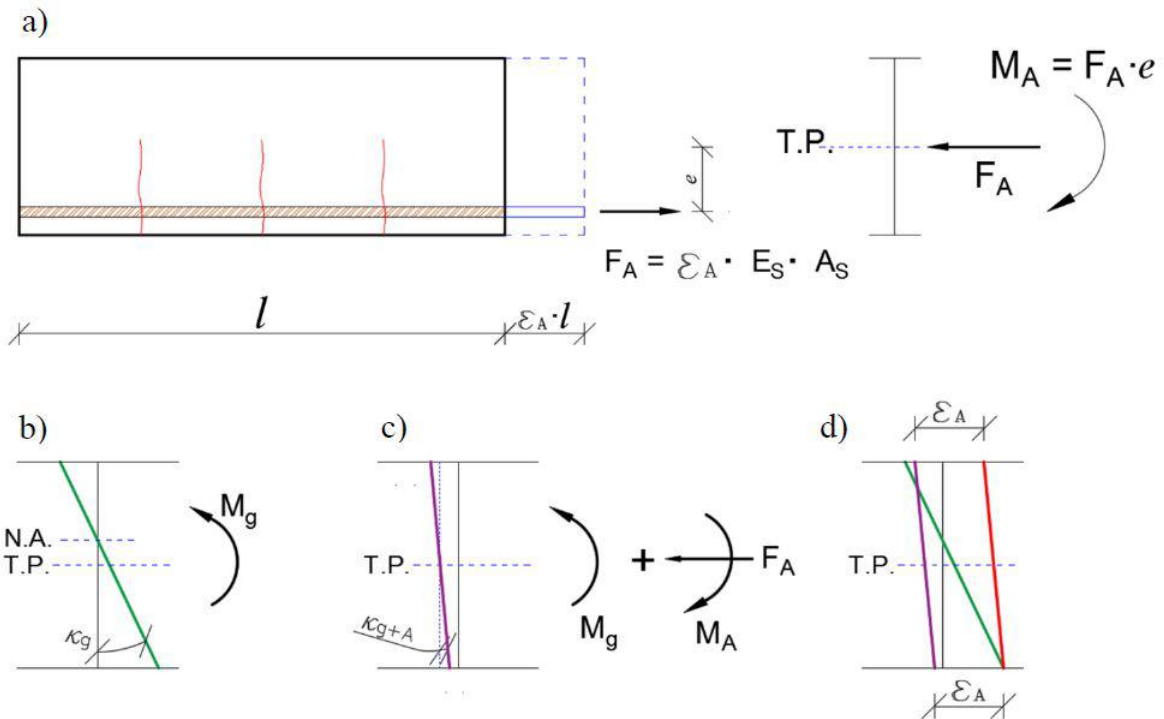 a)
M_A = F_A·e
T.P.
e
F_A
F_A = ε_A · E_S · A_S
l
ε_A·l
b)
c)
d)
ε_A
M_g
N.A.
T.P.
κ_g
T.P.
κ_g+A
M_g
+
F_A
M_A
T.P.
ε_A